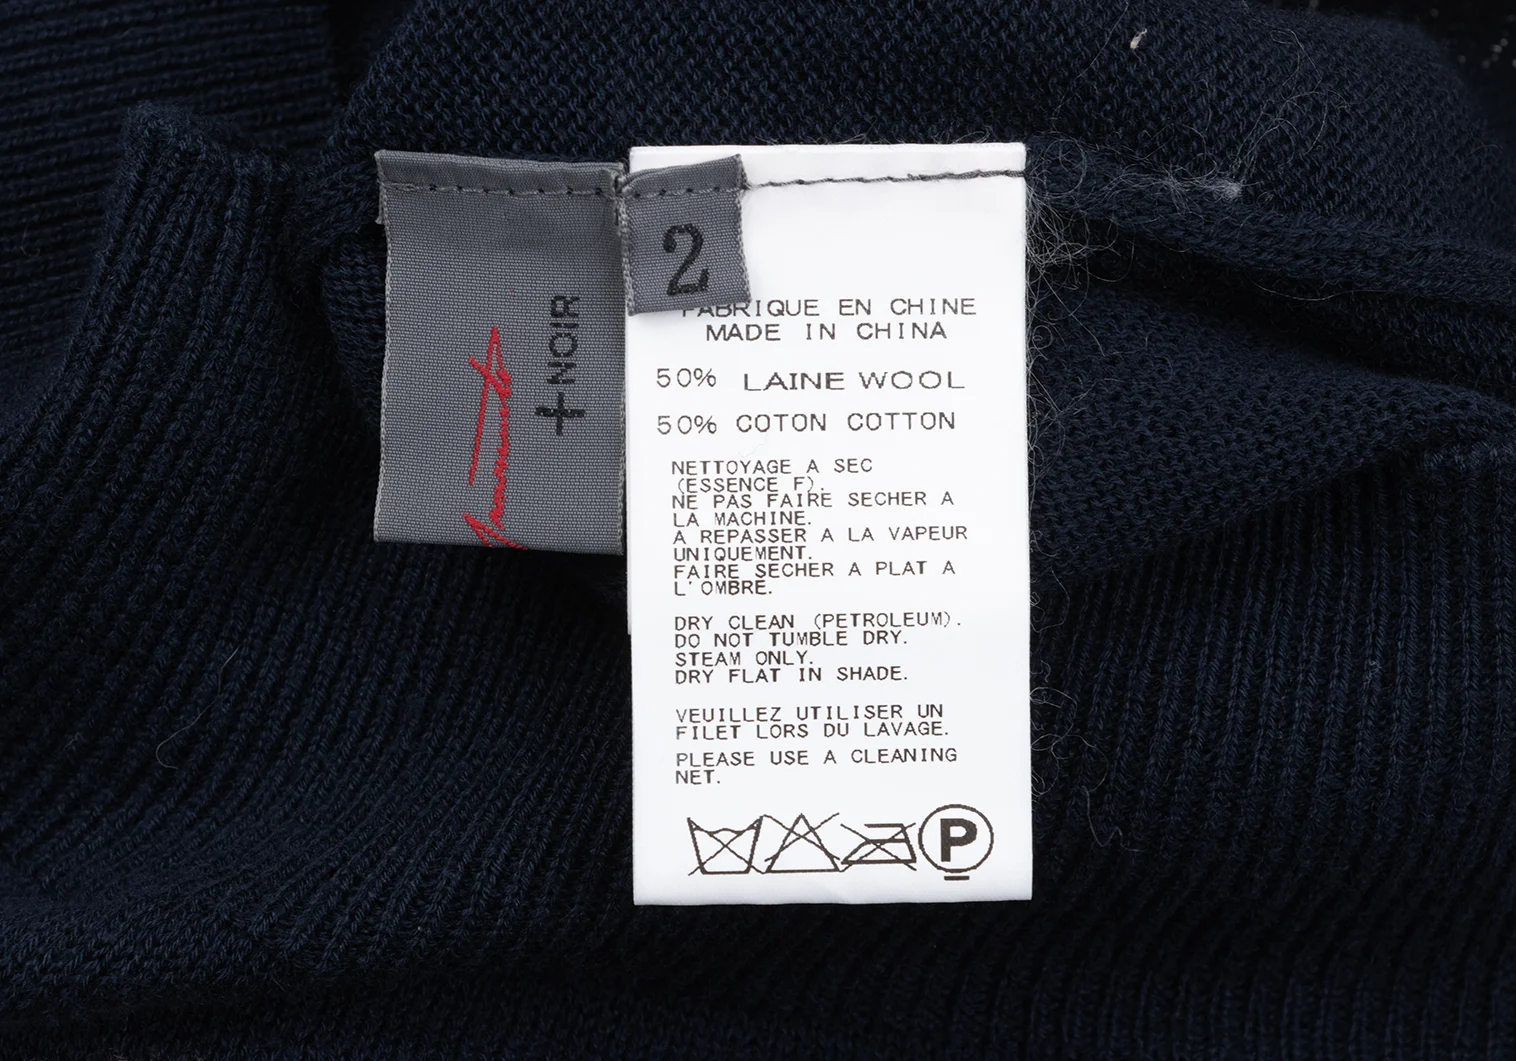 + NOIR
2
FABRIQUE EN CHINE
MADE IN CHINA
50% LAINE WOOL
50% COTON COTTON
NETTOYAGE A SEC
(ESSENCE F).
NE PAS FAIRE SECHER A
LA MACHINE.
A REPASSER A LA VAPEUR
UNIQUEMENT.
FAIRE SECHER A PLAT A
L'OMBRE.
DRY CLEAN (PETROLEUM).
DO NOT TUMBLE DRY.
STEAM ONLY.
DRY FLAT IN SHADE.
VEUILLEZ UTILISER UN
FILET LORS DU LAVAGE.
PLEASE USE A CLEANING
NET.
P